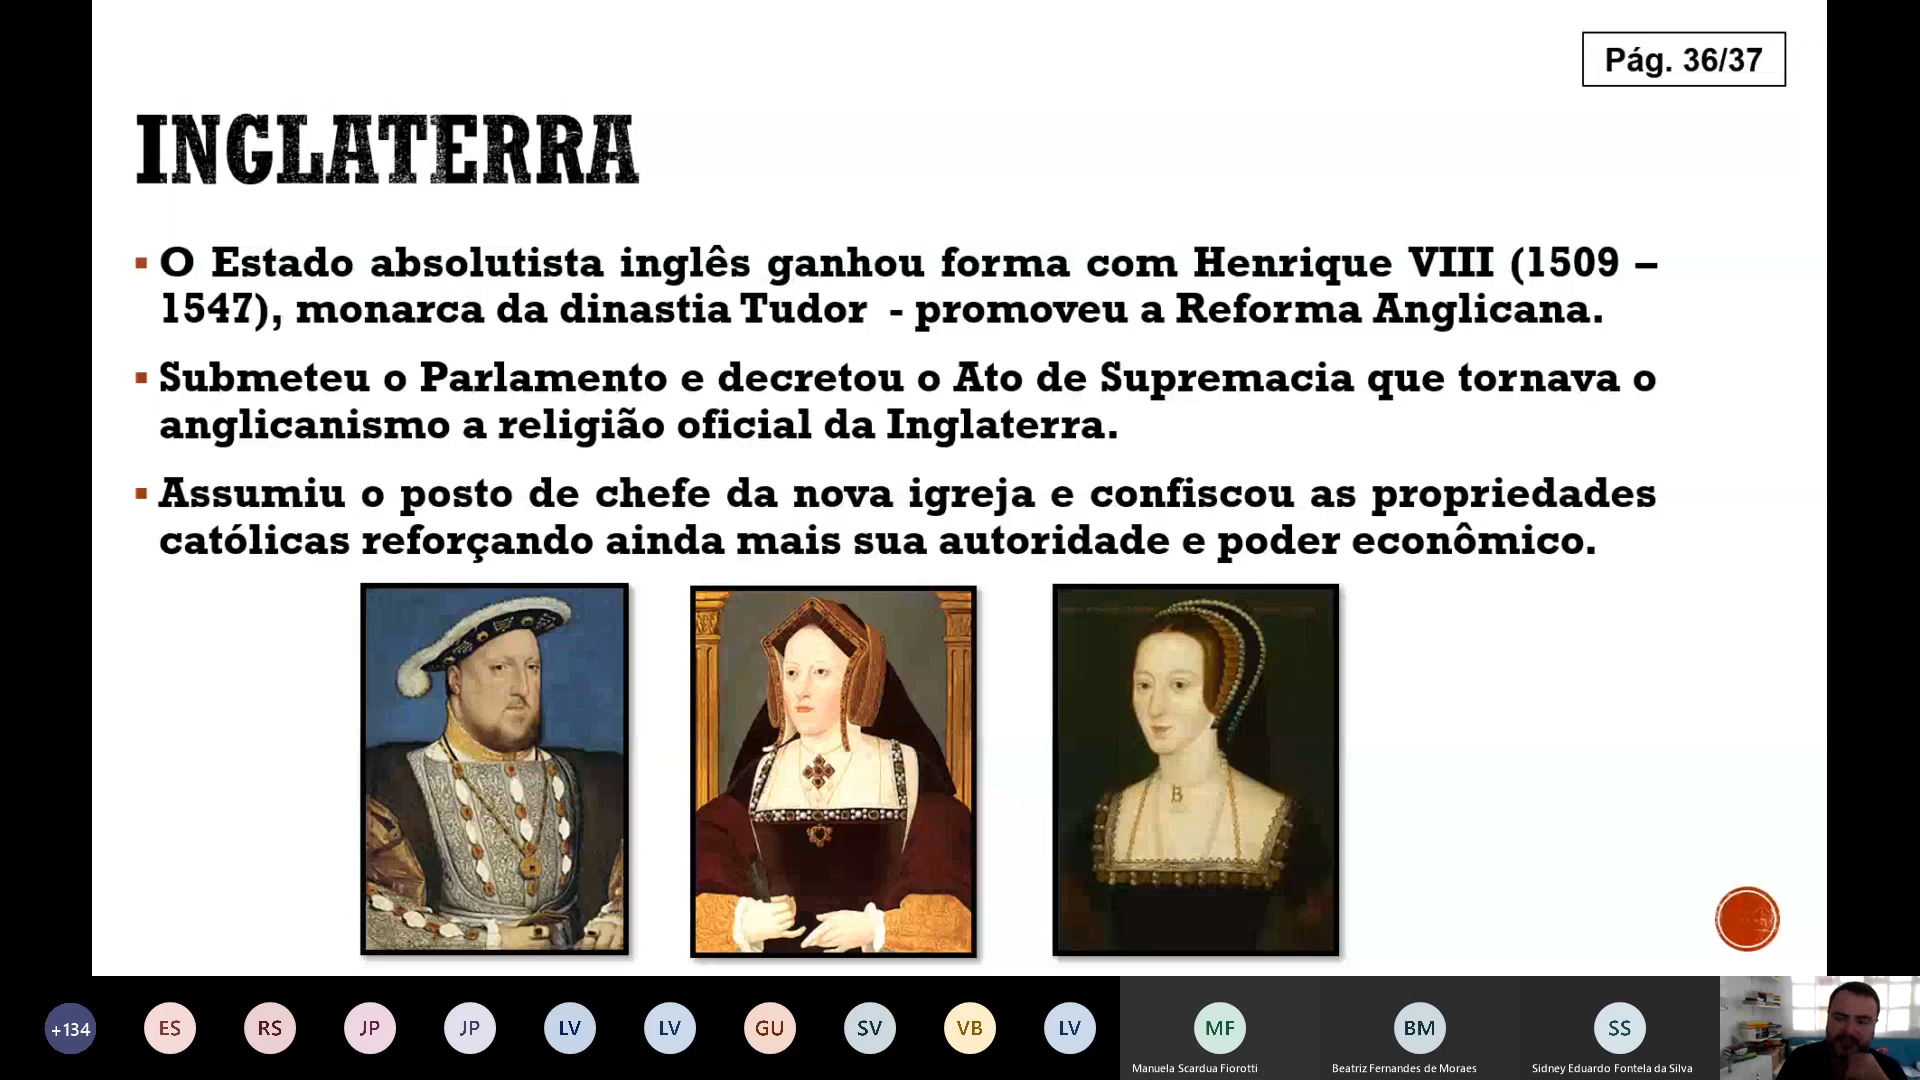 Pág. 36/37
INGLATERRA
▪ O Estado absolutista inglês ganhou forma com Henrique VIII (1509 –
1547), monarca da dinastia Tudor - promoveu a Reforma Anglicana.
▪ Submeteu o Parlamento e decretou o Ato de Supremacia que tornava o
anglicanismo a religião oficial da Inglaterra.
▪ Assumiu o posto de chefe da nova igreja e confiscou as propriedades
católicas reforçando ainda mais sua autoridade e poder econômico.
B
+134 ES RS JP JP LV LV GU SV VB LV MF BM SS
Manuela Scardua Fiorotti Beatriz Fernandes de Moraes Sidney Eduardo Fontela da Silva